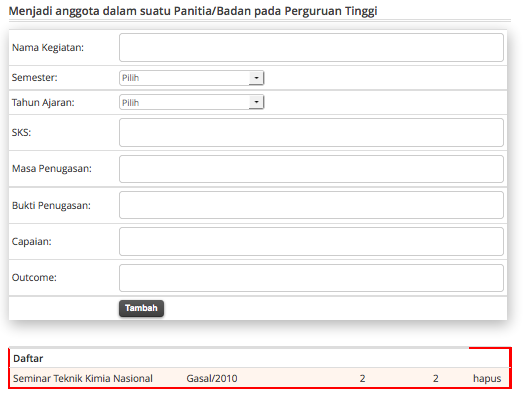 Menjadi anggota dalam suatu Panitia/Badan pada Perguruan Tinggi
Nama Kegiatan:
Semester: Pilih
Tahun Ajaran: Pilih
SKS:
Masa Penugasan:
Bukti Penugasan:
Capaian:
Outcome:
Tambah
Daftar
Seminar Teknik Kimia Nasional Gasal/2010 2 2 hapus